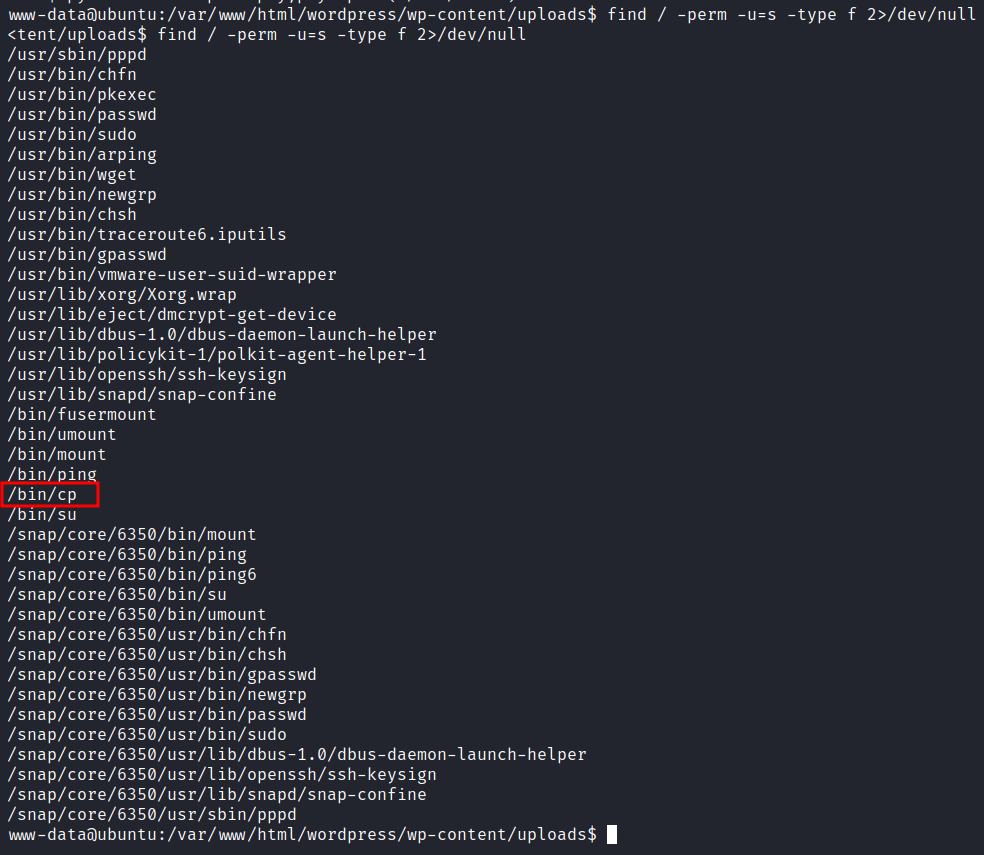 www-data@ubuntu:/var/www/html/wordpress/wp-content/uploads$ find / -perm -u=s -type f 2>/dev/null
<tent/uploads$ find / -perm -u=s -type f 2>/dev/null
/usr/sbin/pppd
/usr/bin/chfn
/usr/bin/pkexec
/usr/bin/passwd
/usr/bin/sudo
/usr/bin/arping
/usr/bin/wget
/usr/bin/newgrp
/usr/bin/chsh
/usr/bin/traceroute6.iputils
/usr/bin/gpasswd
/usr/bin/vmware-user-suid-wrapper
/usr/lib/xorg/Xorg.wrap
/usr/lib/eject/dmcrypt-get-device
/usr/lib/dbus-1.0/dbus-daemon-launch-helper
/usr/lib/policykit-1/polkit-agent-helper-1
/usr/lib/openssh/ssh-keysign
/usr/lib/snapd/snap-confine
/bin/fusermount
/bin/umount
/bin/mount
/bin/ping
/bin/cp
/bin/su
/snap/core/6350/bin/mount
/snap/core/6350/bin/ping
/snap/core/6350/bin/ping6
/snap/core/6350/bin/su
/snap/core/6350/bin/umount
/snap/core/6350/usr/bin/chfn
/snap/core/6350/usr/bin/chsh
/snap/core/6350/usr/bin/gpasswd
/snap/core/6350/usr/bin/newgrp
/snap/core/6350/usr/bin/passwd
/snap/core/6350/usr/bin/sudo
/snap/core/6350/usr/lib/dbus-1.0/dbus-daemon-launch-helper
/snap/core/6350/usr/lib/openssh/ssh-keysign
/snap/core/6350/usr/lib/snapd/snap-confine
/snap/core/6350/usr/sbin/pppd
www-data@ubuntu:/var/www/html/wordpress/wp-content/uploads$